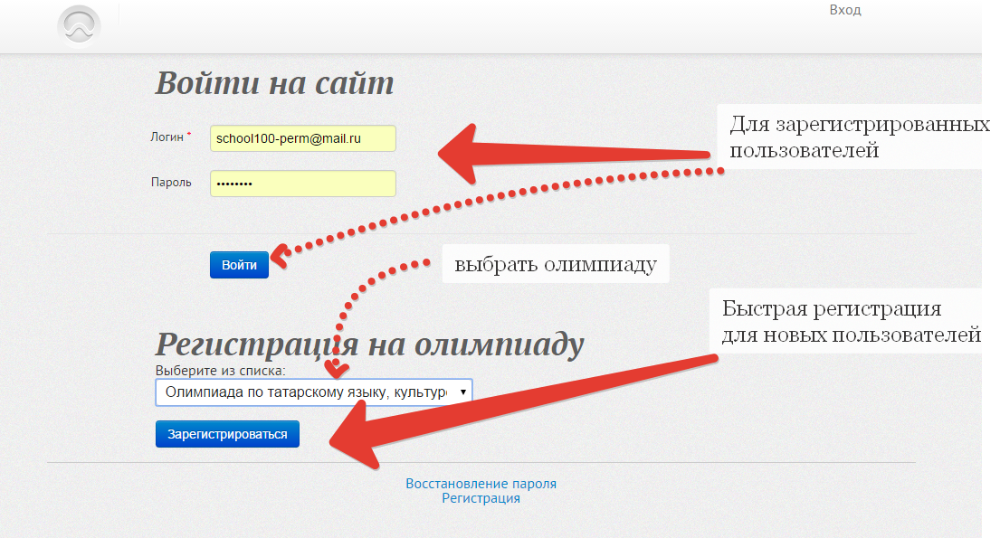 Вход
Войти на сайт
Логин *
school100-perm@mail.ru
Для зарегистрированных
пользователей
Пароль
••••••••
Войти
выбрать олимпиаду
Быстрая регистрация
для новых пользователей
Регистрация на олимпиаду
Выберите из списка:
Олимпиада по татарскому языку, культуре
Зарегистрироваться
Восстановление пароля
Регистрация